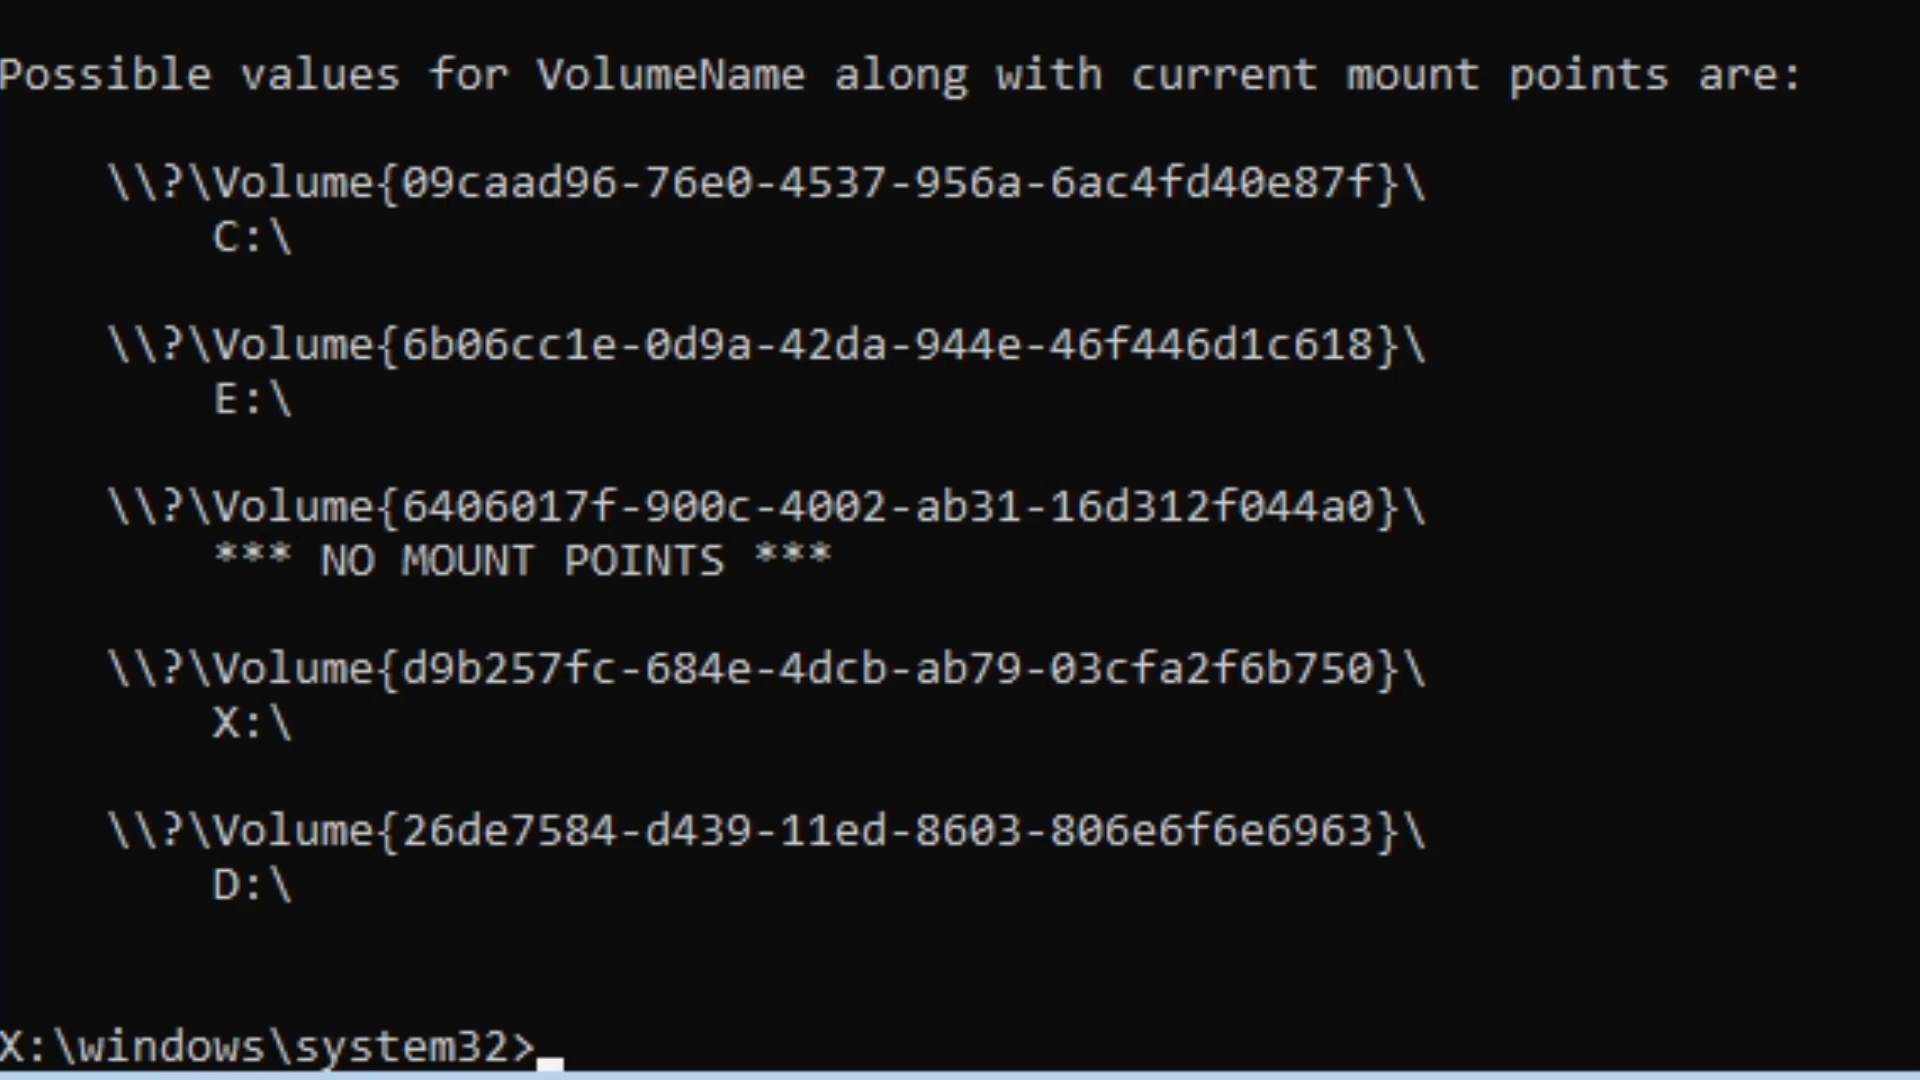 Possible values for VolumeName along with current mount points are:
\\?\Volume{09caad96-76e0-4537-956a-6ac4fd40e87f}\
C:\
\\?\Volume{6b06cc1e-0d9a-42da-944e-46f446d1c618}\
E:\
\\?\Volume{6406017f-900c-4002-ab31-16d312f044a0}\
*** NO MOUNT POINTS ***
\\?\Volume{d9b257fc-684e-4dcb-ab79-03cfa2f6b750}\
X:\
\\?\Volume{26de7584-d439-11ed-8603-806e6f6e6963}\
D:\
X:\windows\system32>